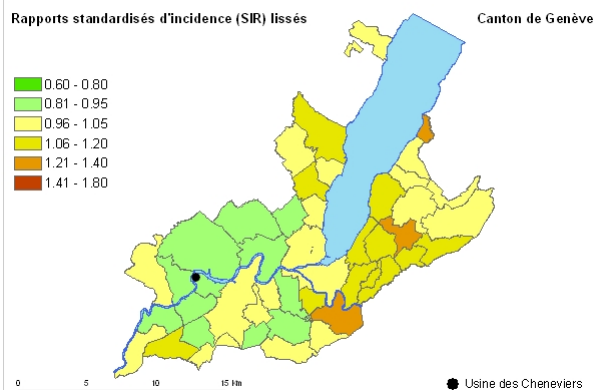 Rapports standardisés d'incidence (SIR) lissés
Canton de Genève
0.60 - 0.80
0.81 - 0.95
0.96 - 1.05
1.06 - 1.20
1.21 - 1.40
1.41 - 1.80
0 5 10 15 Km
Usine des Cheneviers